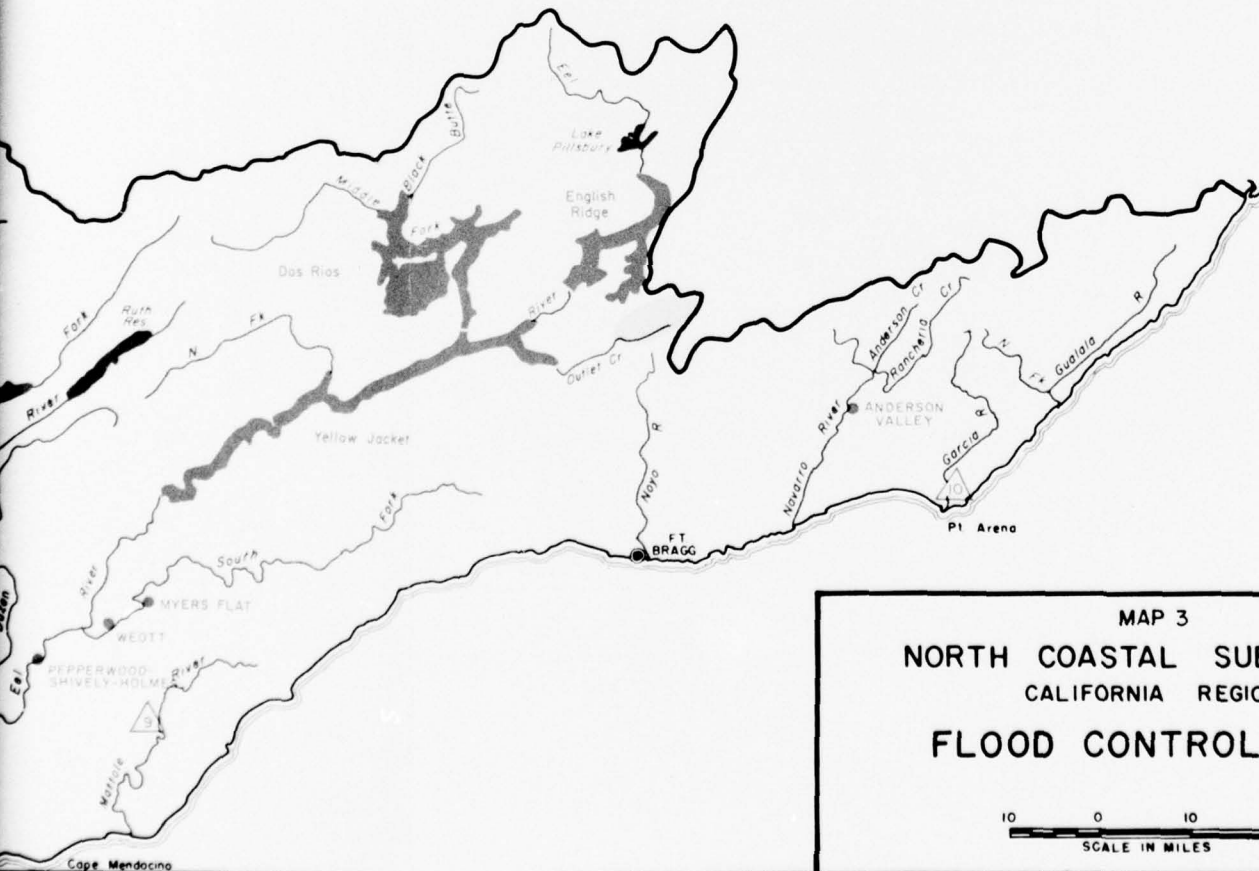 Eel
Lake
Pillsbury
Black Butte
Middle
Fork
English
Ridge
Dos Rios
River
Fork
Ruth
Res.
N Fk
River
Outlet Cr
Yellow Jacket
Anderson Cr
Rancheria Cr
N Fk
Gualala R
River
ANDERSON
VALLEY
Garcia R
Navarro
10
Pt Arena
Noyo R
FT.
BRAGG
South Fork
River
MYERS FLAT
WEOTT
PEPPERWOOD-
SHIVELY-HOLME
Eel
River
9
Mattole
Cape Mendocino
MAP 3
NORTH COASTAL SU
CALIFORNIA REGIO
FLOOD CONTROL
10 0 10
SCALE IN MILES